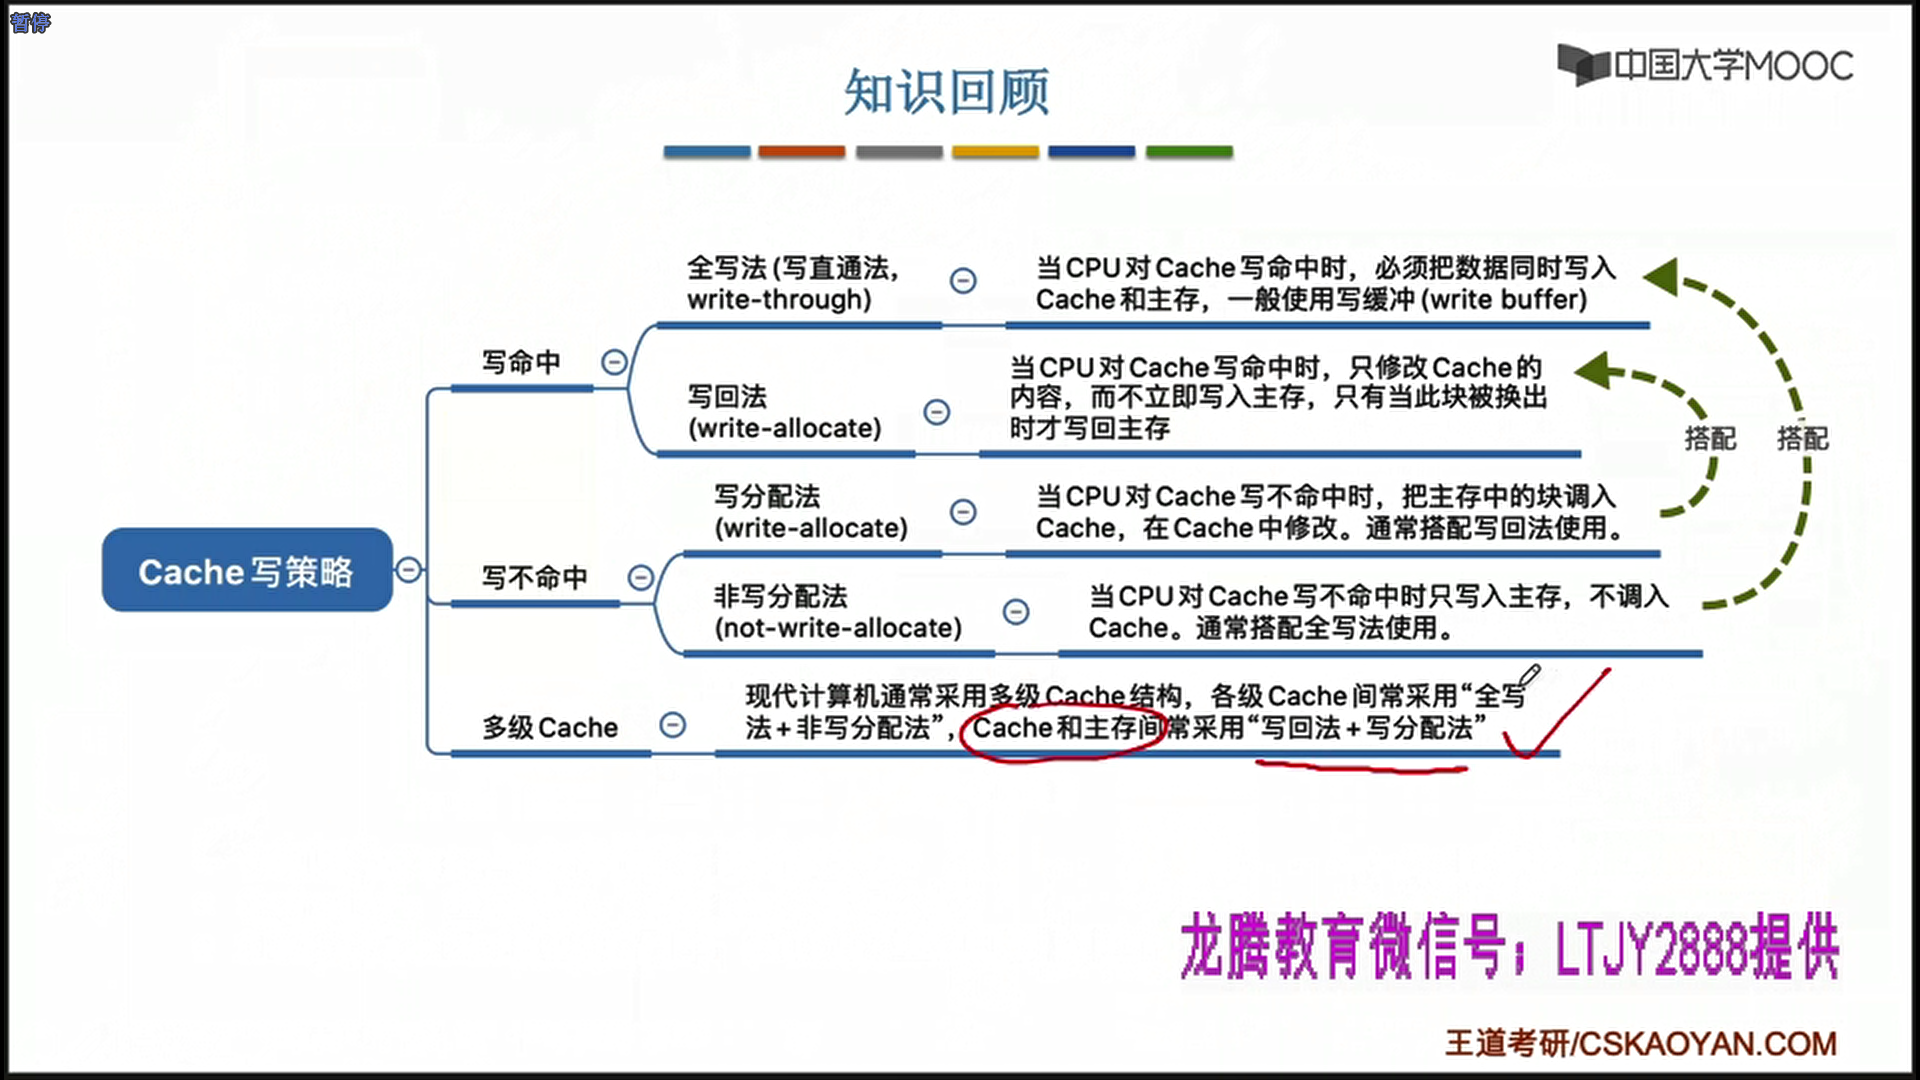 暂停
中国大学MOOC
知识回顾
全写法(写直通法,
write-through)
当CPU对Cache写命中时，必须把数据同时写入
Cache和主存，一般使用写缓冲(write buffer)
写命中
写回法
(write-allocate)
当CPU对Cache写命中时，只修改Cache的
内容，而不立即写入主存，只有当此块被换出
时才写回主存
搭配
搭配
Cache写策略
写分配法
(write-allocate)
当CPU对Cache写不命中时，把主存中的块调入
Cache，在Cache中修改。通常搭配写回法使用。
写不命中
非写分配法
(not-write-allocate)
当CPU对Cache写不命中时只写入主存，不调入
Cache。通常搭配全写法使用。
多级Cache
现代计算机通常采用多级Cache结构，各级Cache间常采用“全写
法+非写分配法”，Cache和主存间常采用“写回法+写分配法”
龙腾教育微信号；LTJY2888提供
王道考研/CSKAOYAN.COM